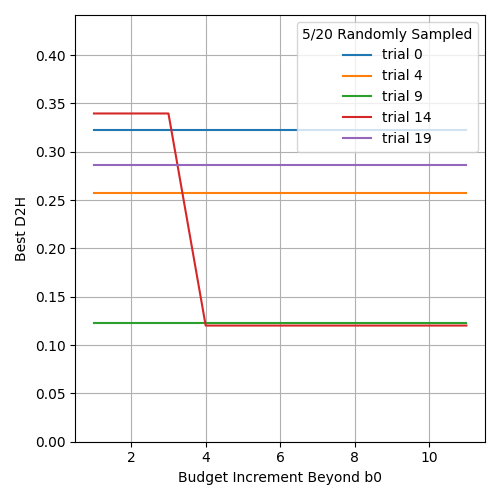 5/20 Randomly Sampled
trial 0
trial 4
trial 9
trial 14
trial 19
0.40
0.35
0.30
0.25
0.20
0.15
0.10
0.05
0.00
Best D2H
2 4 6 8 10
Budget Increment Beyond b0